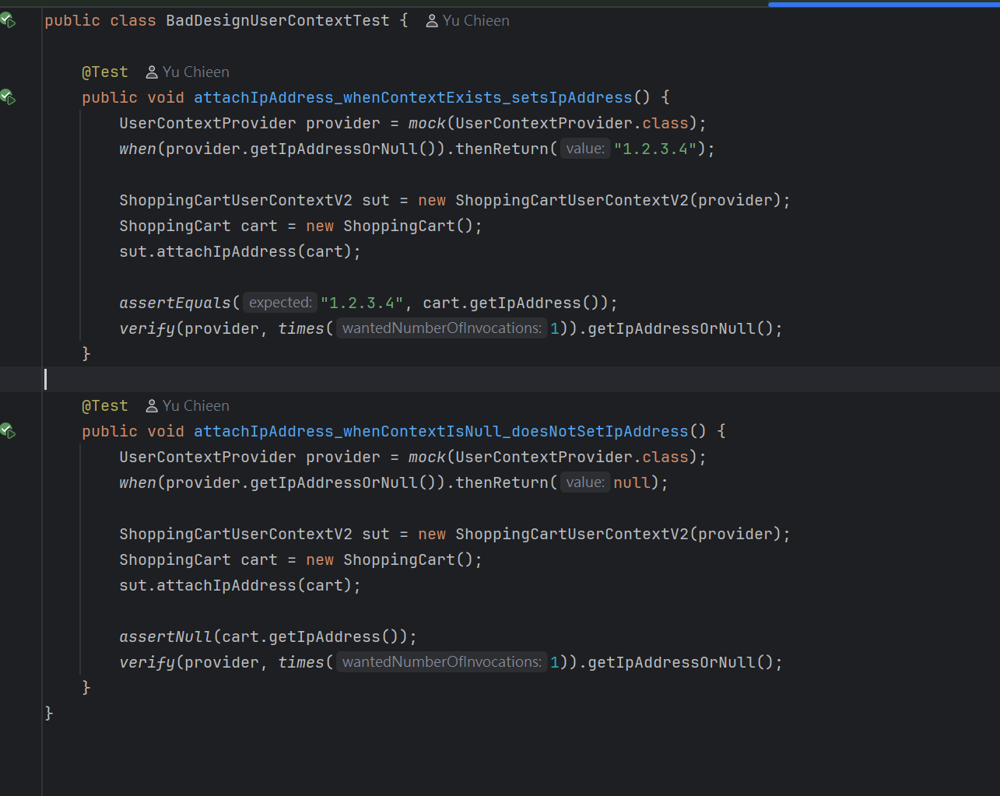 public class BadDesignUserContextTest { Yu Chieen
@Test Yu Chieen
public void attachIpAddress_whenContextExists_setsIpAddress() {
UserContextProvider provider = mock(UserContextProvider.class);
when(provider.getIpAddressOrNull()).thenReturn( value: "1.2.3.4");
ShoppingCartUserContextV2 sut = new ShoppingCartUserContextV2(provider);
ShoppingCart cart = new ShoppingCart();
sut.attachIpAddress(cart);
assertEquals( expected: "1.2.3.4", cart.getIpAddress());
verify(provider, times( wantedNumberOfInvocations: 1)).getIpAddressOrNull();
}
@Test Yu Chieen
public void attachIpAddress_whenContextIsNull_doesNotSetIpAddress() {
UserContextProvider provider = mock(UserContextProvider.class);
when(provider.getIpAddressOrNull()).thenReturn( value: null);
ShoppingCartUserContextV2 sut = new ShoppingCartUserContextV2(provider);
ShoppingCart cart = new ShoppingCart();
sut.attachIpAddress(cart);
assertNull(cart.getIpAddress());
verify(provider, times( wantedNumberOfInvocations: 1)).getIpAddressOrNull();
}
}